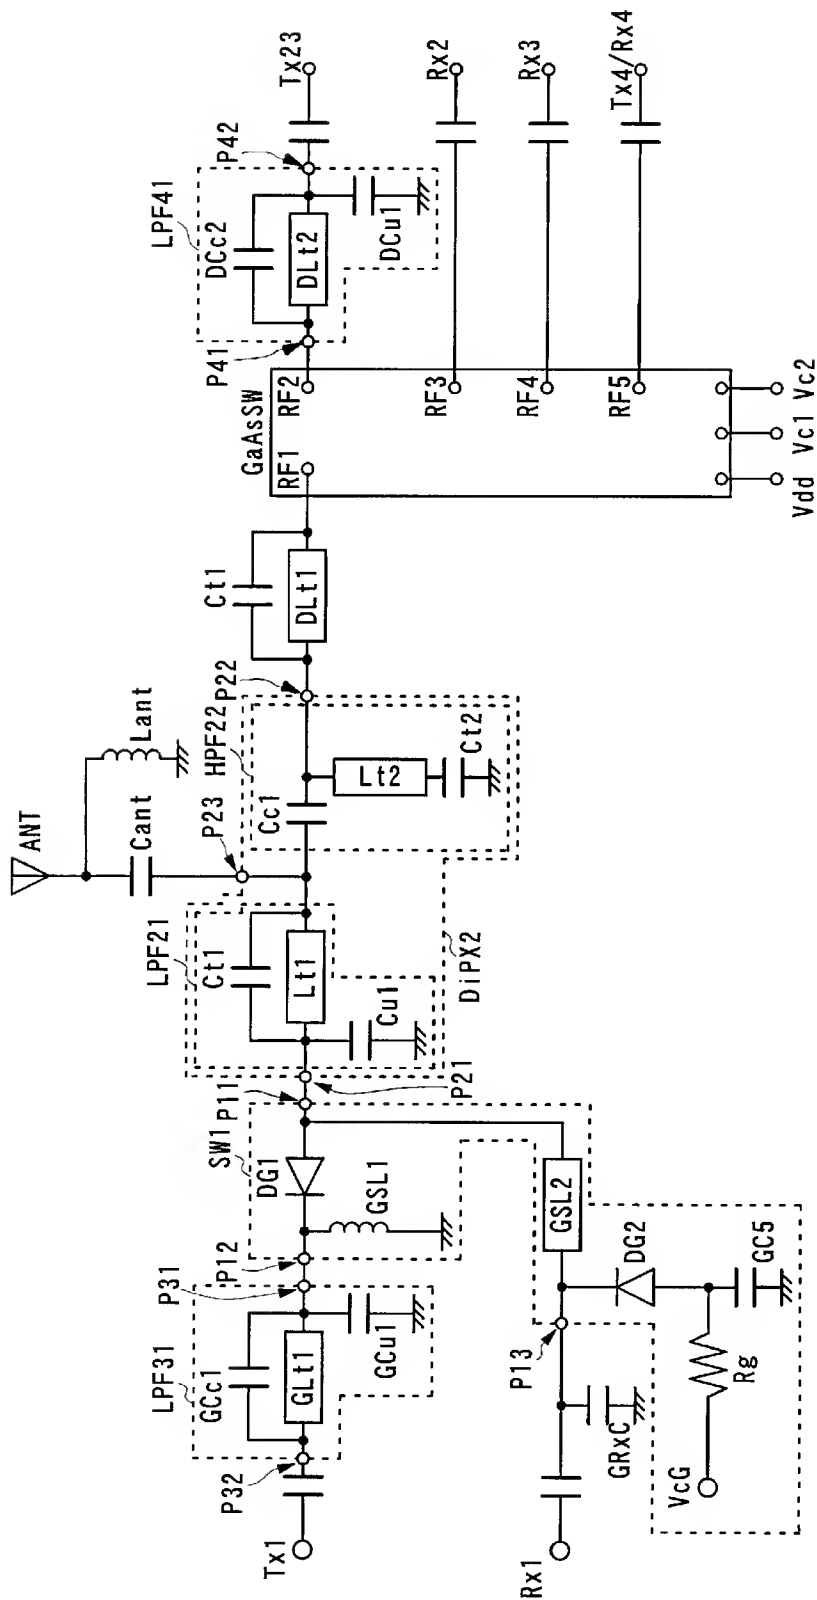 ANT
Lant
Cant
P23
LPF21
Ct1
Lt1
Cu1
HPF22
Cc1
Lt2
Ct2
P22
DiPX2
P21
P11
SW1
DG1
GSL1
P12
P31
LPF31
GCc1
GLt1
GCu1
P32
Tx1
GSL2
DG2
GC5
Rg
VcG
P13
GRxC
Rx1
Ct1
DLt1
GaAsSW
RF1
RF2
RF3
RF4
RF5
Vdd
Vc1
Vc2
P41
LPF41
DCc2
DLt2
DCu1
P42
Tx23
Rx2
Rx3
Tx4/Rx4